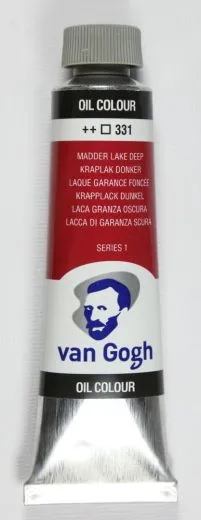 OIL COLOUR
++ □ 331
MADDER LAKE DEEP
KRAPLAK DONKER
LAQUE GARANCE FONCÉE
KRAPPLACK DUNKEL
LACA GRANZA OSCURA
LACCA DI GARANZA SCURA
SERIES 1
van Gogh
OIL COLOUR